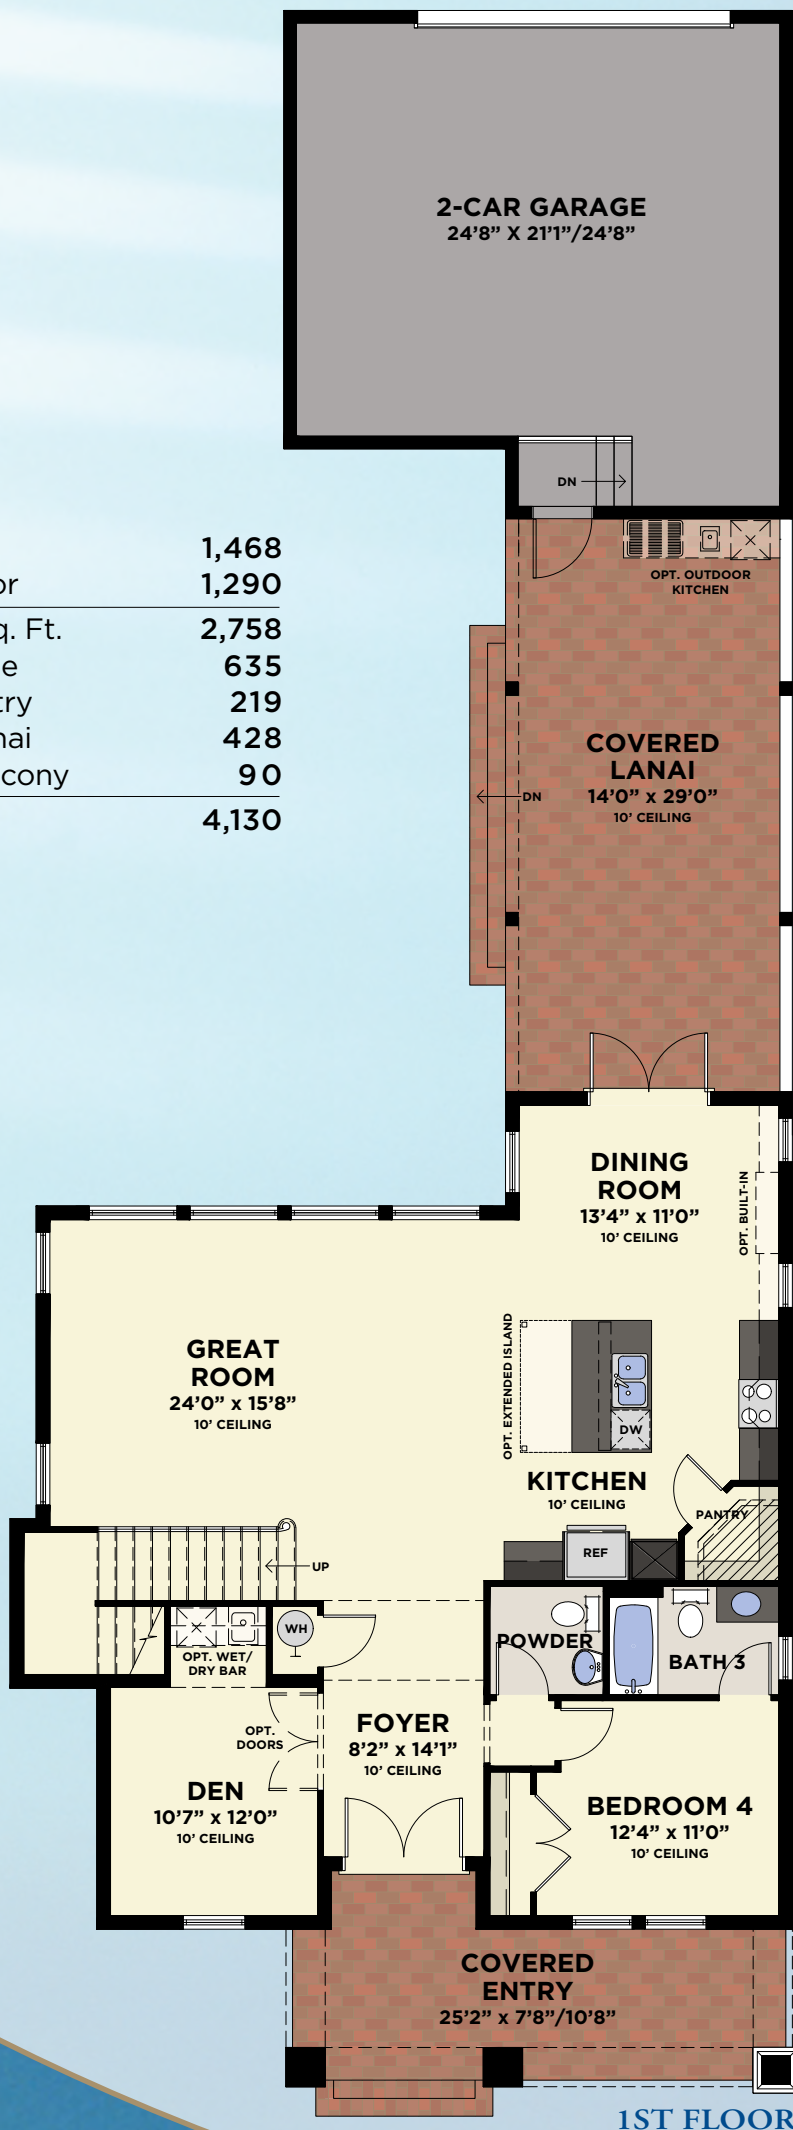 2-CAR GARAGE
24’8” X 21’1”/24’8”
DN
1,468
or 1,290
q. Ft. 2,758
e 635
try 219
nai 428
cony 90
4,130
OPT. OUTDOOR
KITCHEN
COVERED
LANAI
14’0” x 29’0”
10’ CEILING
DN
DINING
ROOM
13’4” x 11’0”
10’ CEILING
OPT. BUILT-IN
GREAT
ROOM
24’0” x 15’8”
10’ CEILING
OPT. EXTENDED ISLAND
DW
KITCHEN
10’ CEILING
PANTRY
REF
UP
WH
OPT. WET/
DRY BAR
POWDER
BATH 3
OPT.
DOORS
FOYER
8’2” x 14’1”
10’ CEILING
DEN
10’7” x 12’0”
10’ CEILING
BEDROOM 4
12’4” x 11’0”
10’ CEILING
COVERED
ENTRY
25’2” x 7’8”/10’8”
1ST FLOOR